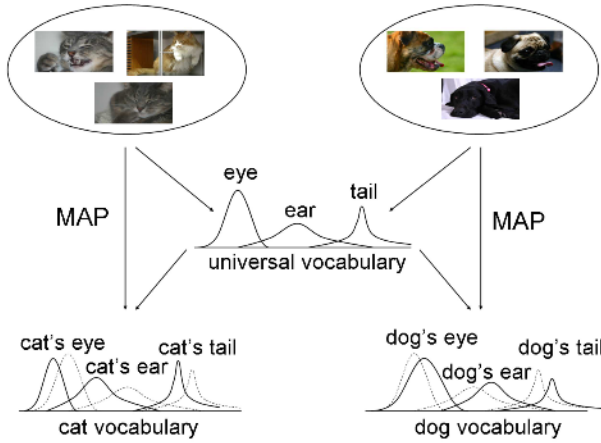 eye
ear
tail
MAP
MAP
universal vocabulary
cat's eye
cat's ear
cat's tail
cat vocabulary
dog's eye
dog's ear
dog's tail
dog vocabulary